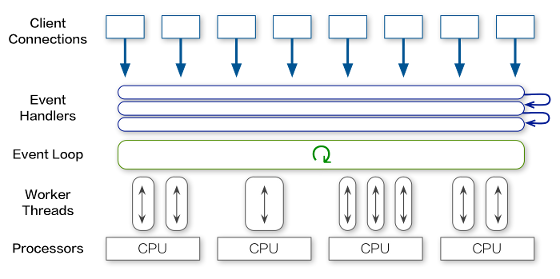 Client
Connections
Event
Handlers
Event Loop
Worker
Threads
Processors
CPU
CPU
CPU
CPU